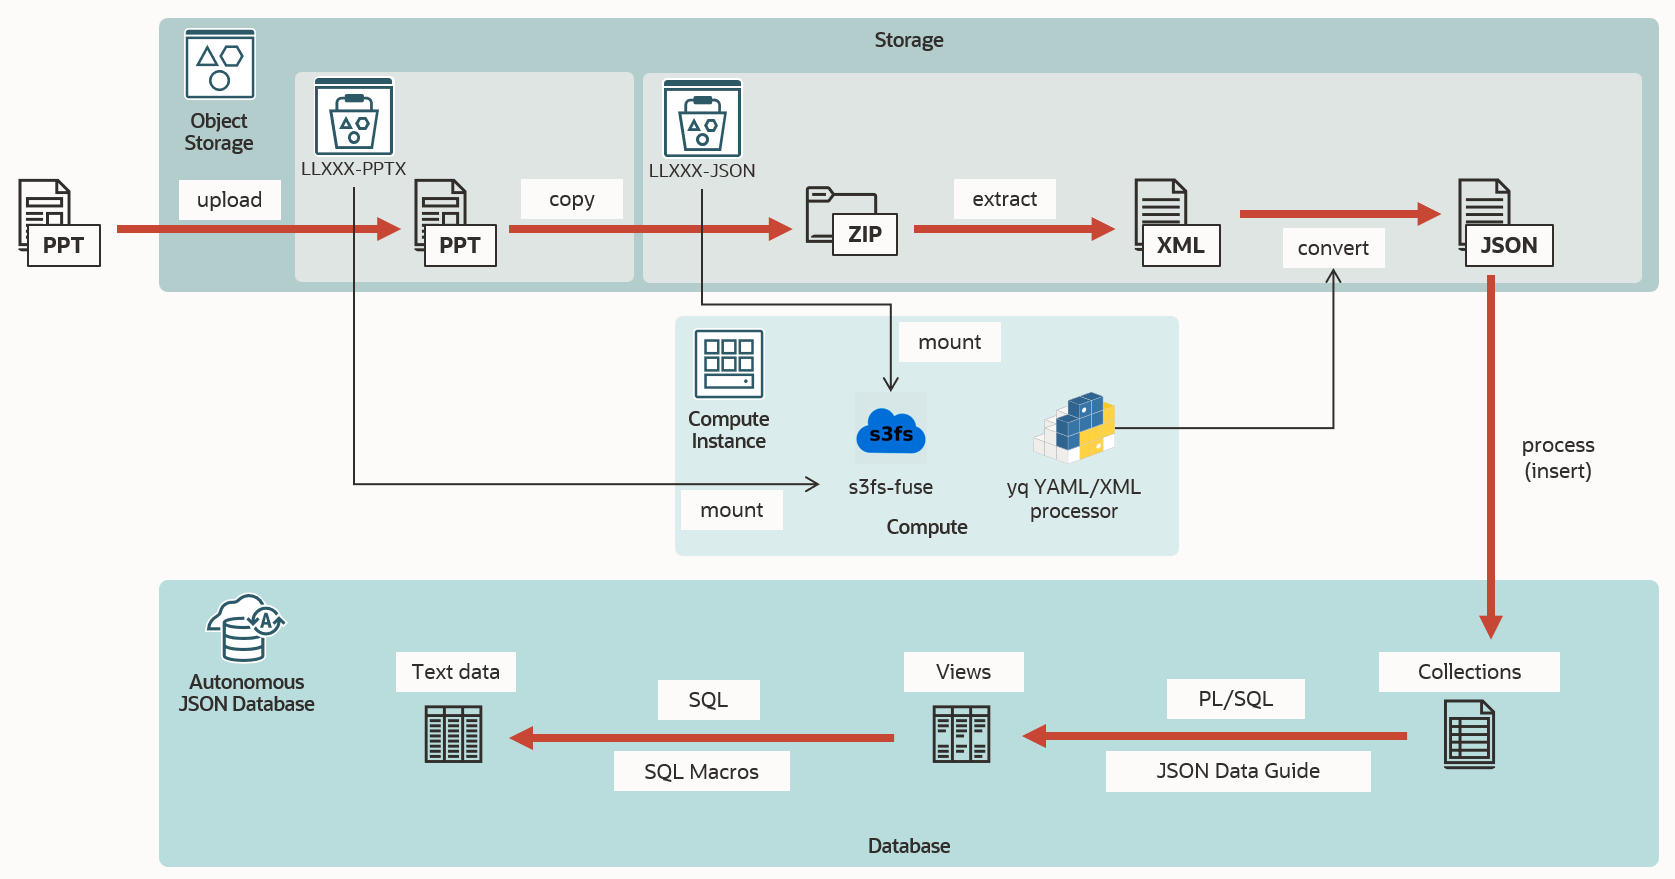 Storage
Object
Storage
LLXXX-PPTX
LLXXX-JSON
upload
copy
extract
convert
PPT
PPT
ZIP
XML
JSON
mount
Compute
Instance
s3fs
s3fs-fuse
yq YAML/XML
processor
mount
Compute
process
(insert)
Autonomous
JSON Database
Text data
SQL
SQL Macros
Views
PL/SQL
JSON Data Guide
Collections
A
Database